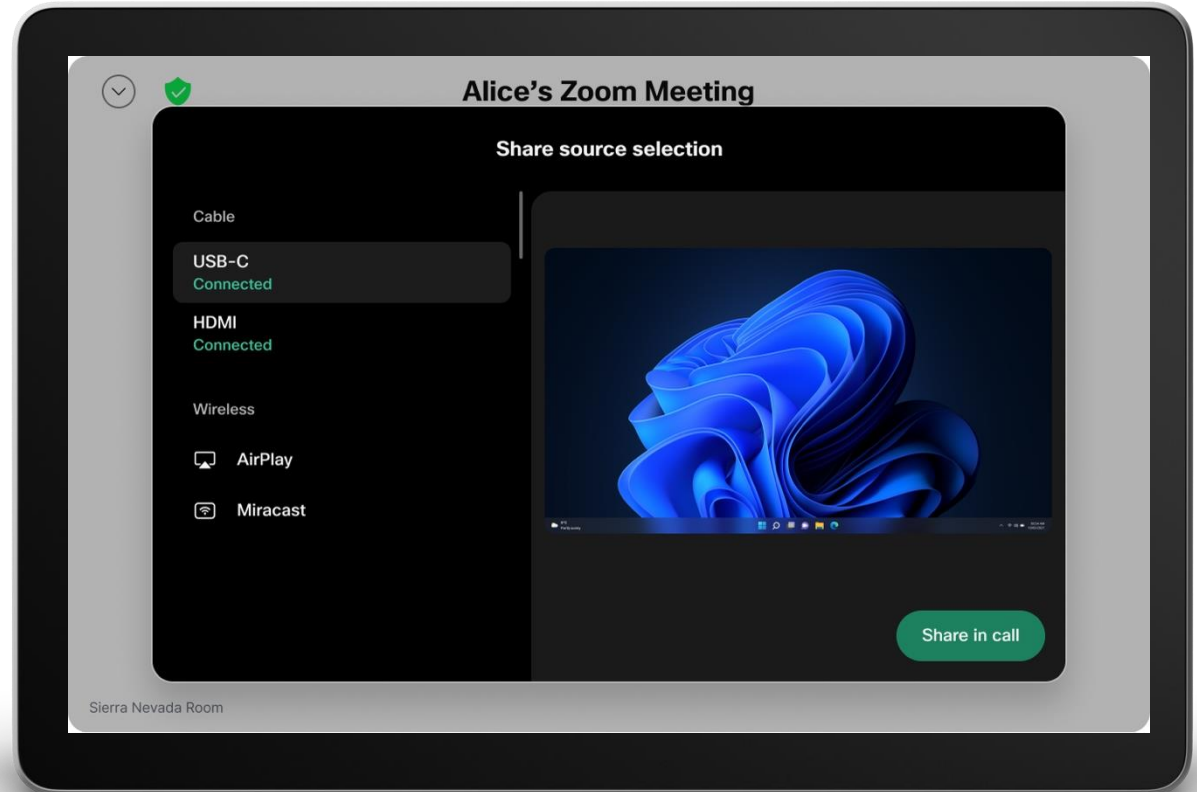 Alice's Zoom Meeting
Share source selection
Cable
USB-C
Connected
HDMI
Connected
Wireless
AirPlay
Miracast
Share in call
Sierra Nevada Room